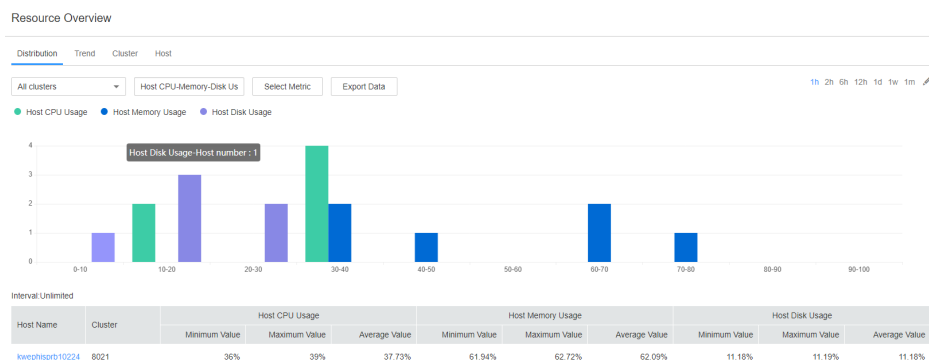 Resource Overview
Distribution Trend Cluster Host
All clusters Host CPU-Memory-Disk Us Select Metric Export Data 1h 2h 6h 12h 1d 1w 1m
Host CPU Usage Host Memory Usage Host Disk Usage
4
Host Disk Usage-Host number : 1
3
2
1
0
0-10 10-20 20-30 30-40 40-50 50-60 60-70 70-80 80-90 90-100
Interval:Unlimited
Host Name Cluster Host CPU Usage Host Memory Usage Host Disk Usage
Minimum Value Maximum Value Average Value Minimum Value Maximum Value Average Value Minimum Value Maximum Value Average Value
kwephisprb10224 8021 36% 39% 37.73% 61.94% 62.72% 62.09% 11.18% 11.19% 11.18%